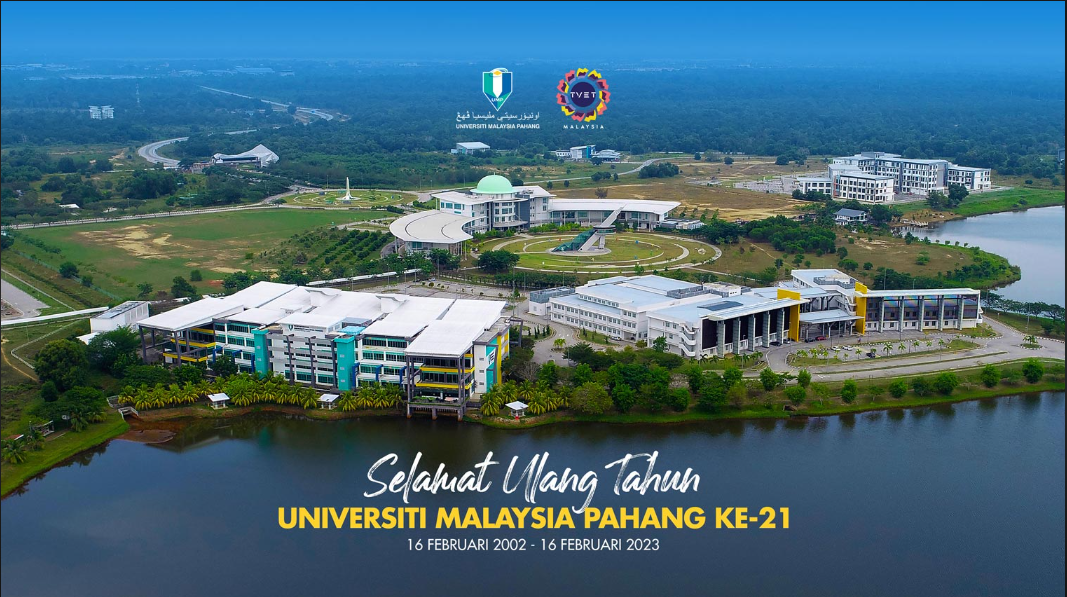 UMP
اونيۏرسيتي مليسيا ڤهڠ
UNIVERSITI MALAYSIA PAHANG
TVET
MALAYSIA
Selamat Ulang Tahun
UNIVERSITI MALAYSIA PAHANG KE-21
16 FEBRUARI 2002 - 16 FEBRUARI 2023